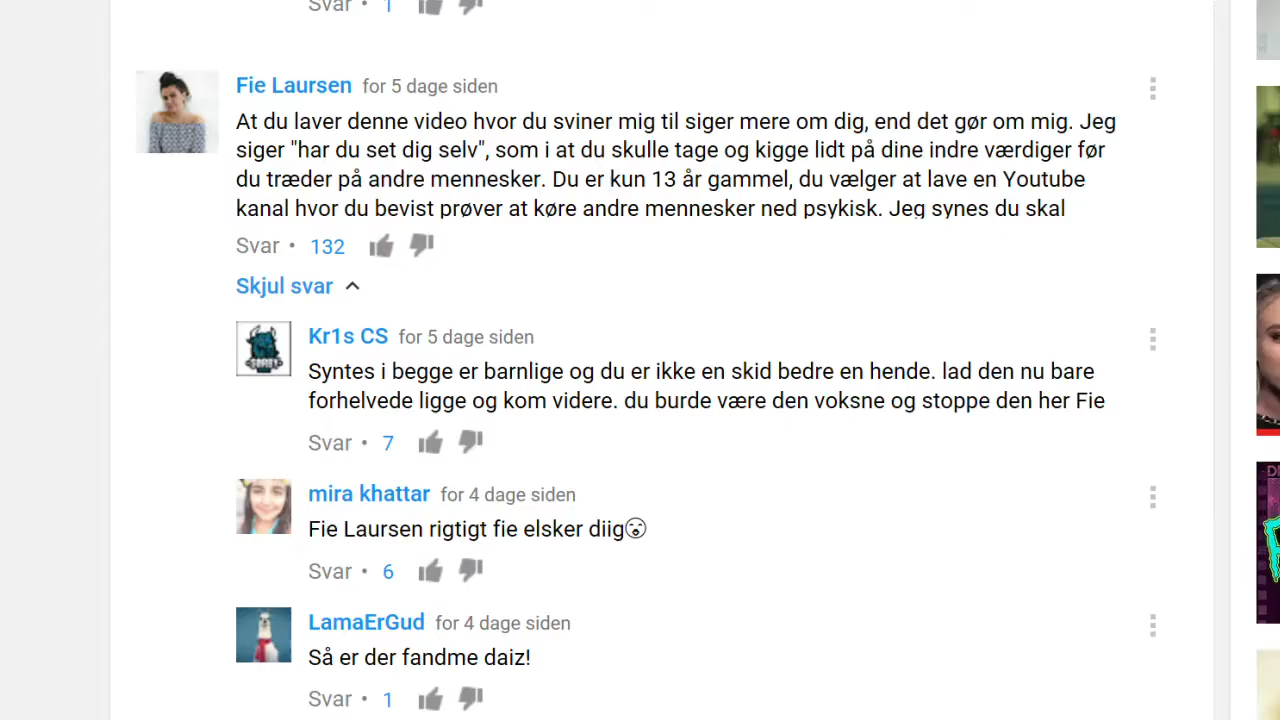 Svar • 1
Fie Laursen for 5 dage siden
At du laver denne video hvor du sviner mig til siger mere om dig, end det gør om mig. Jeg
siger "har du set dig selv", som i at du skulle tage og kigge lidt på dine indre værdiger før
du træder på andre mennesker. Du er kun 13 år gammel, du vælger at lave en Youtube
kanal hvor du bevist prøver at køre andre mennesker ned psykisk. Jeg synes du skal
Svar • 132
Skjul svar
Kr1s CS for 5 dage siden
Syntes i begge er barnlige og du er ikke en skid bedre en hende. lad den nu bare
forhelvede ligge og kom videre. du burde være den voksne og stoppe den her Fie
Svar • 7
mira khattar for 4 dage siden
Fie Laursen rigtigt fie elsker diig😮
Svar • 6
LamaErGud for 4 dage siden
Så er der fandme daiz!
Svar • 1